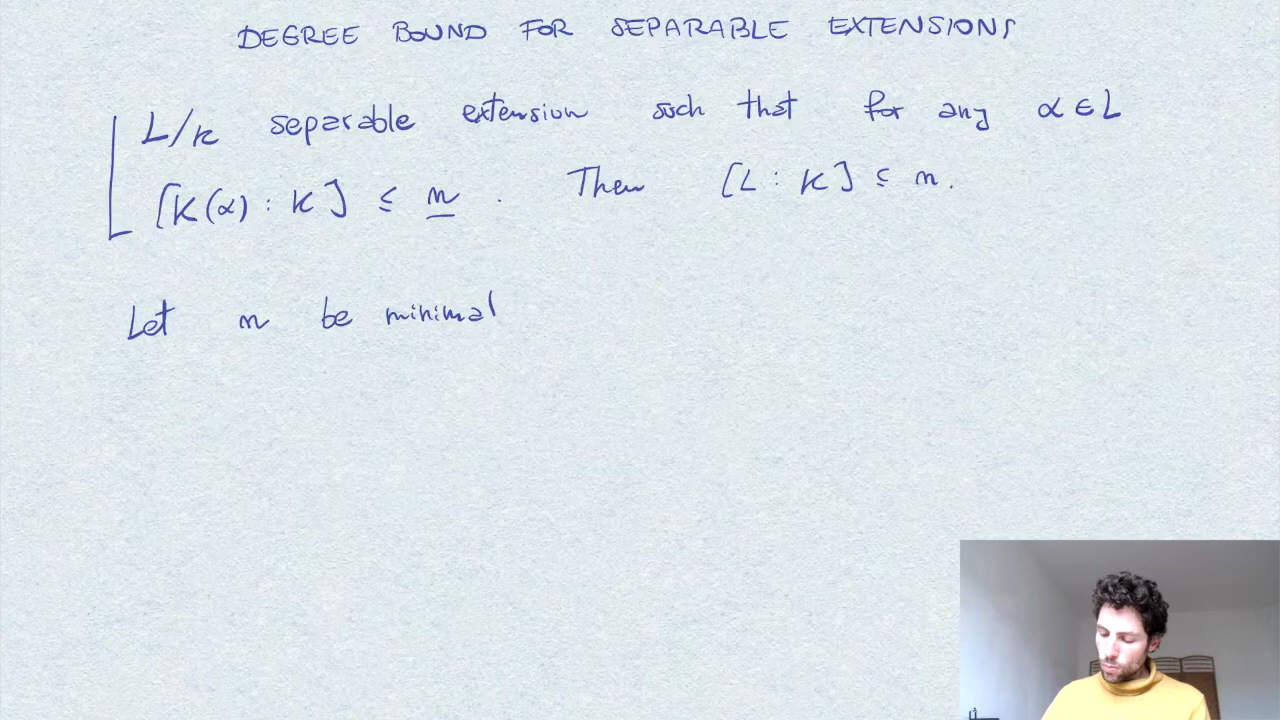 DEGREE BOUND FOR SEPARABLE EXTENSIONS
L/K separable extension such that for any α ∈ L
[K(α) : K] ≤ n . Then [L : K] ≤ n.
Let n be minimal